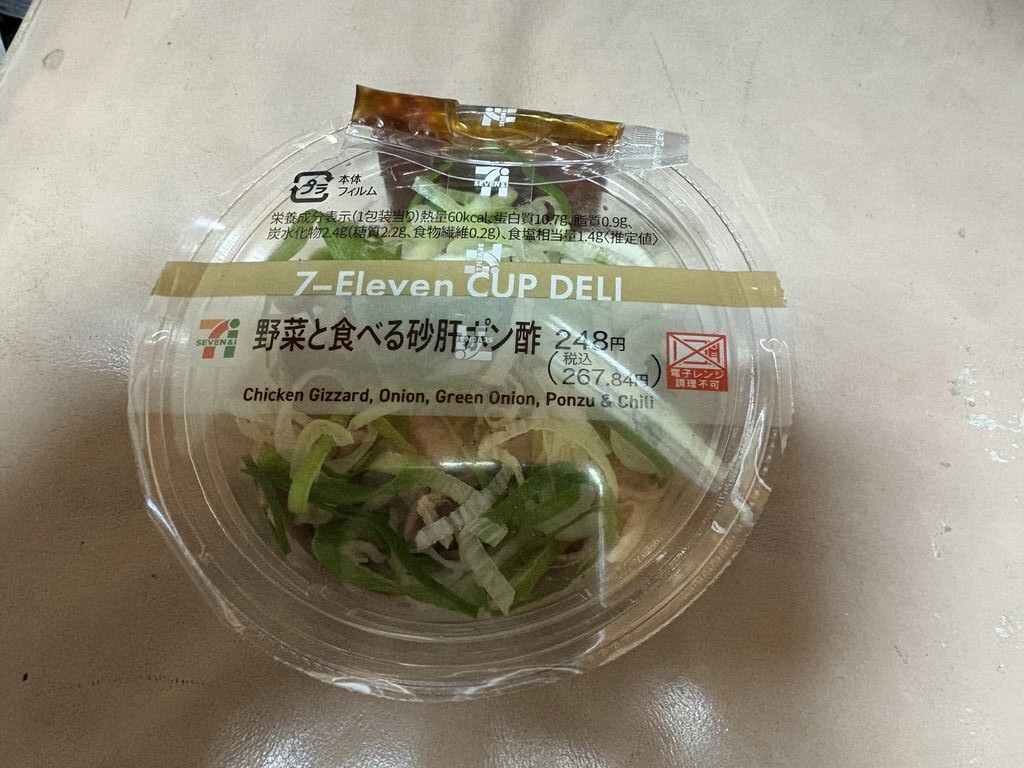 SEVEN&i
プラ
本体
フィルム
SEVEN&i
栄養成分表示(1包装当り)熱量60kcal、蛋白質10.7g、脂質0.9g、
炭水化物2.4g(糖質2.2g、食物繊維0.2g)、食塩相当量1.4g〈推定値〉
7-Eleven CUP DELI
SEVEN&i
野菜と食べる砂肝ポン酢 248円
(税込
267.84円)
電子レンジ
調理不可
Chicken Gizzard, Onion, Green Onion, Ponzu & Chili